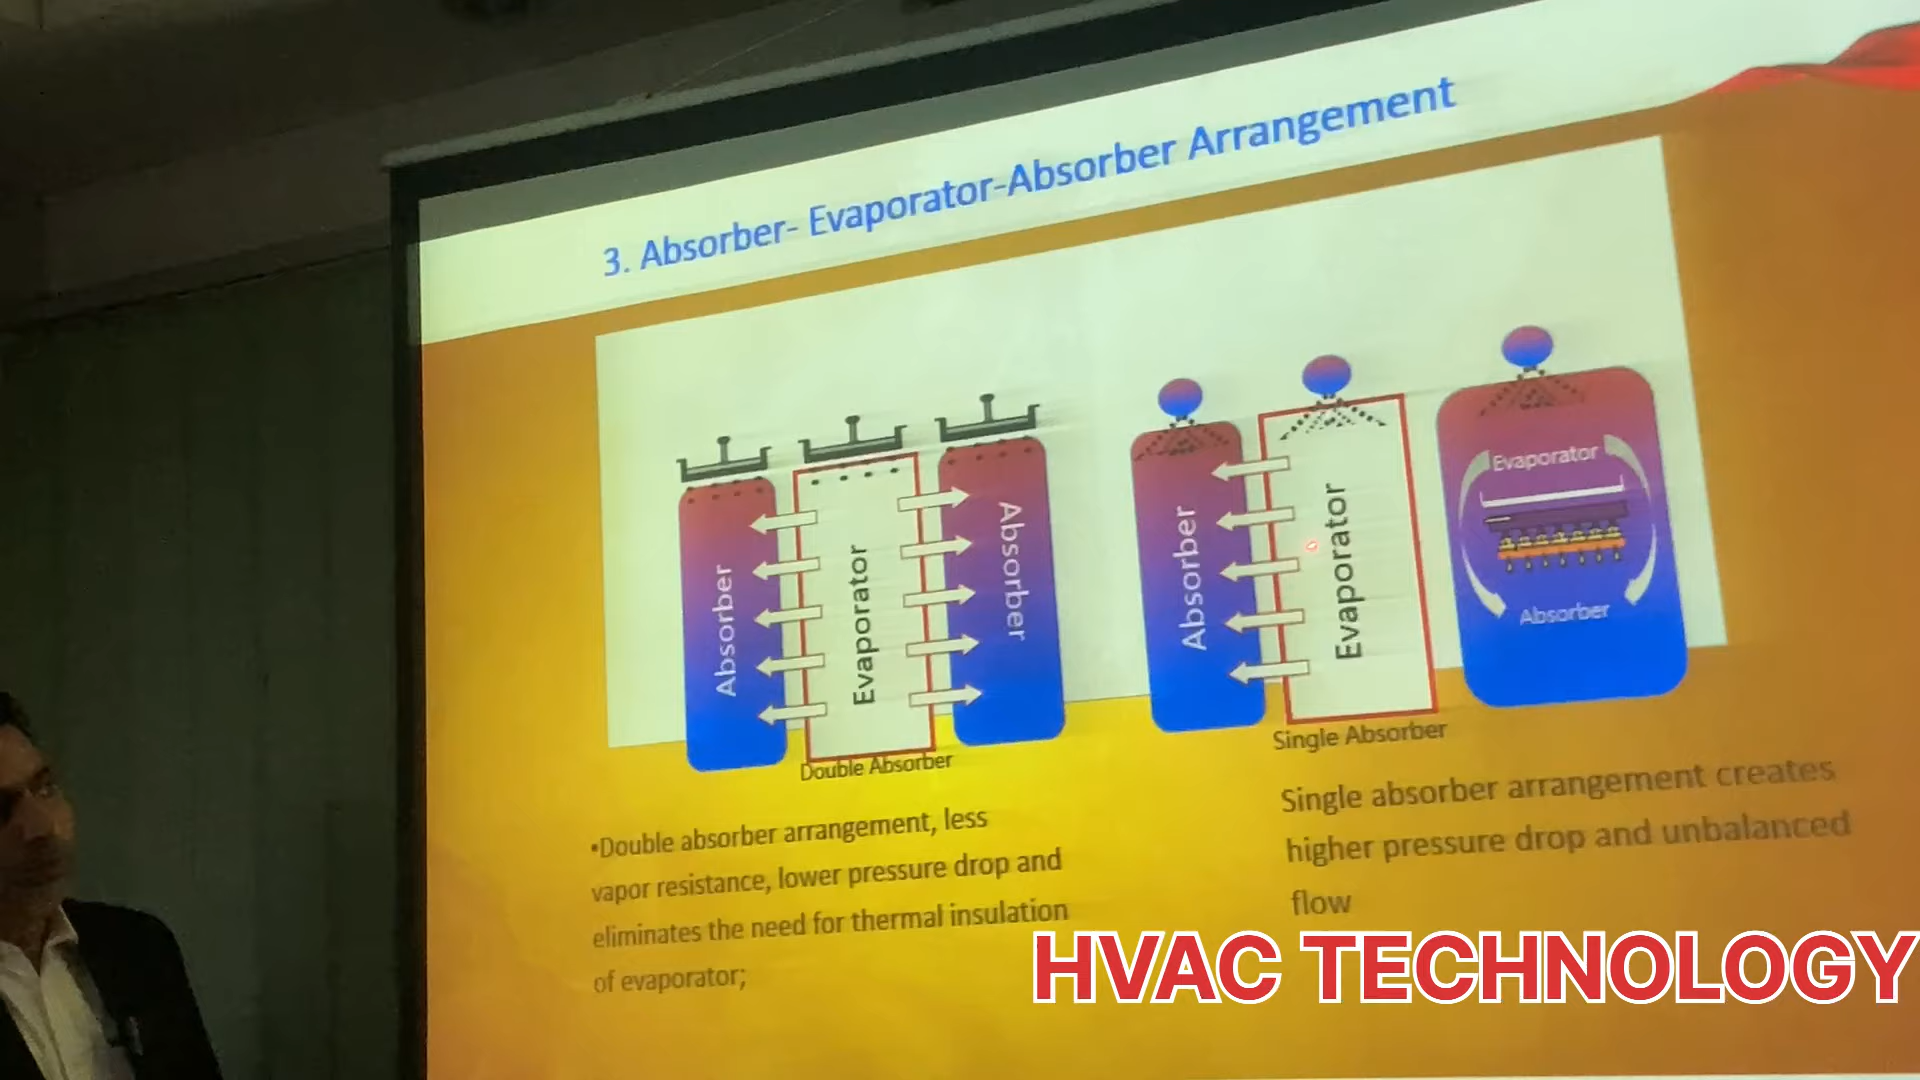 3. Absorber- Evaporator-Absorber Arrangement
Absorber
Evaporator
Absorber
Double Absorber
Absorber
Evaporator
Single Absorber
Evaporator
Absorber
•Double absorber arrangement, less
vapor resistance, lower pressure drop and
eliminates the need for thermal insulation
of evaporator;
Single absorber arrangement creates
higher pressure drop and unbalanced
flow
HVAC TECHNOLOGY